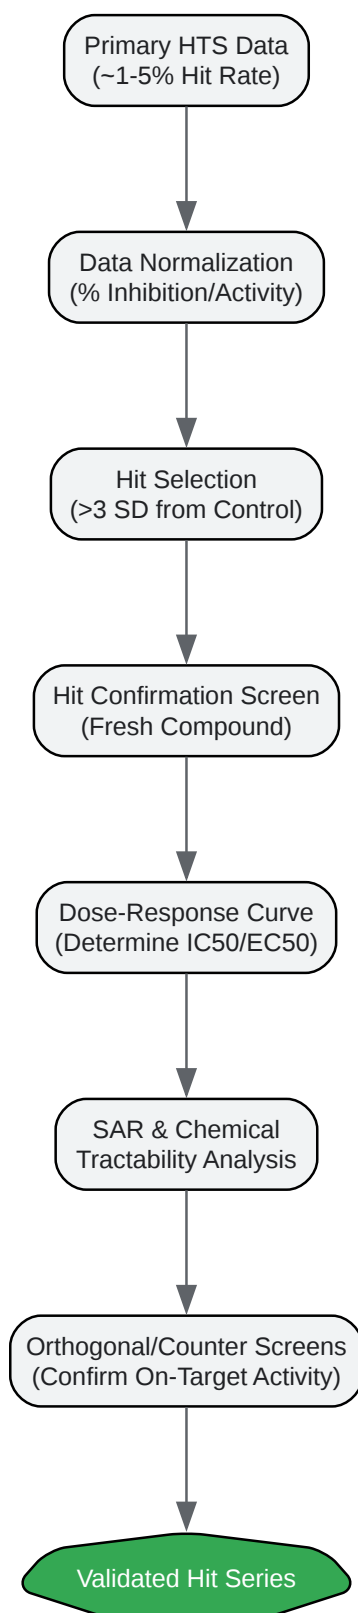 Primary HTS Data
(~1-5% Hit Rate)
Data Normalization
(% Inhibition/Activity)
Hit Selection
(>3 SD from Control)
Hit Confirmation Screen
(Fresh Compound)
Dose-Response Curve
(Determine IC50/EC50)
SAR & Chemical
Tractability Analysis
Orthogonal/Counter Screens
(Confirm On-Target Activity)
Validated Hit Series